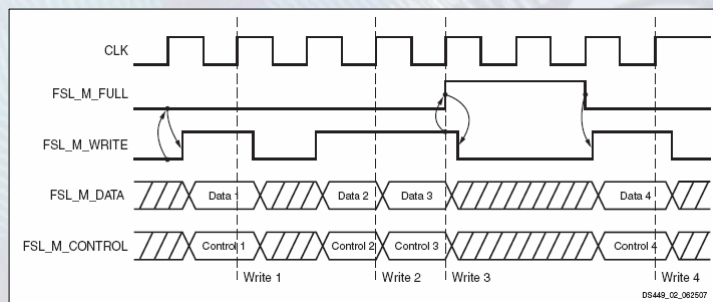 CLK
FSL_M_FULL
FSL_M_WRITE
FSL_M_DATA Data 1 Data 2 Data 3 Data 4
FSL_M_CONTROL Control 1 Control 2 Control 3 Control 4
Write 1 Write 2 Write 3 Write 4
DS449_02_062507